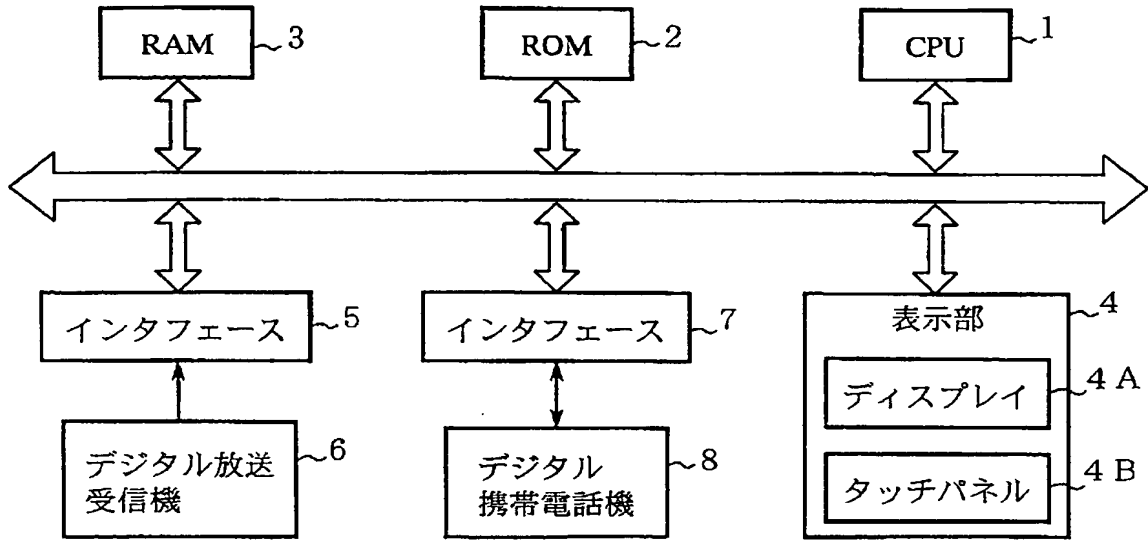 RAM
3
ROM
2
CPU
1
インタフェース
5
インタフェース
7
表示部
4
ディスプレイ
4A
タッチパネル
4B
デジタル放送
受信機
6
デジタル
携帯電話機
8